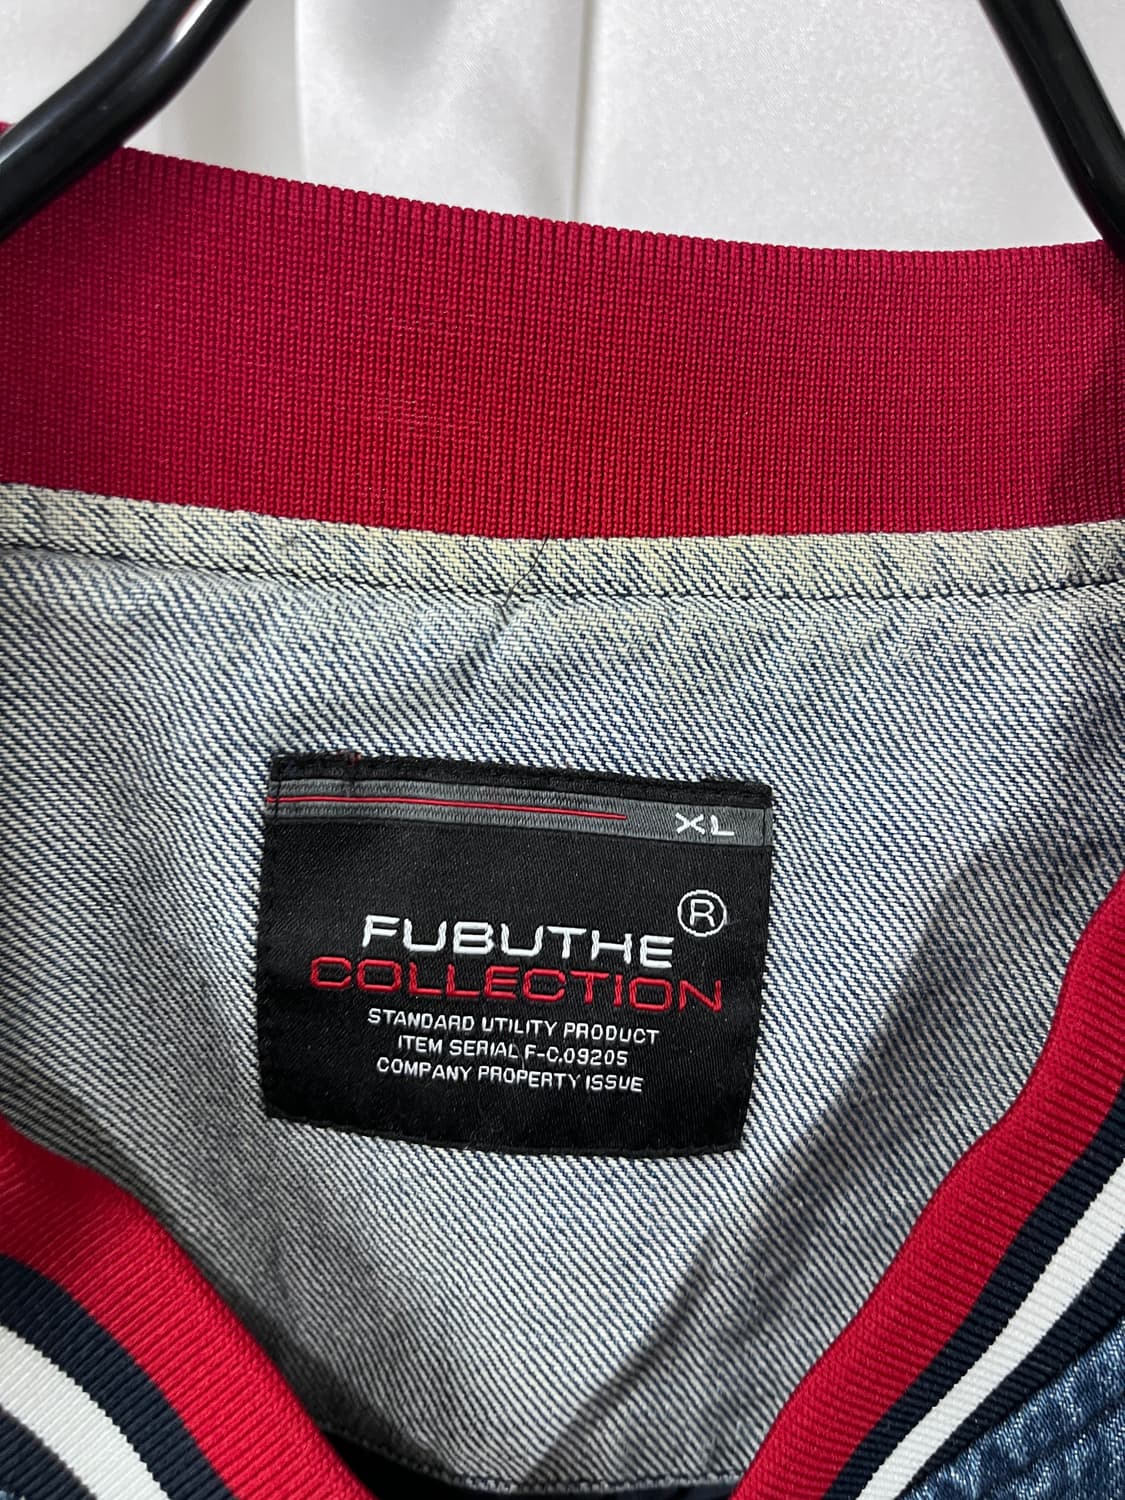 XL
FUBUTHE ®
COLLECTION
STANDARD UTILITY PRODUCT
ITEM SERIAL F-C.09205
COMPANY PROPERTY ISSUE